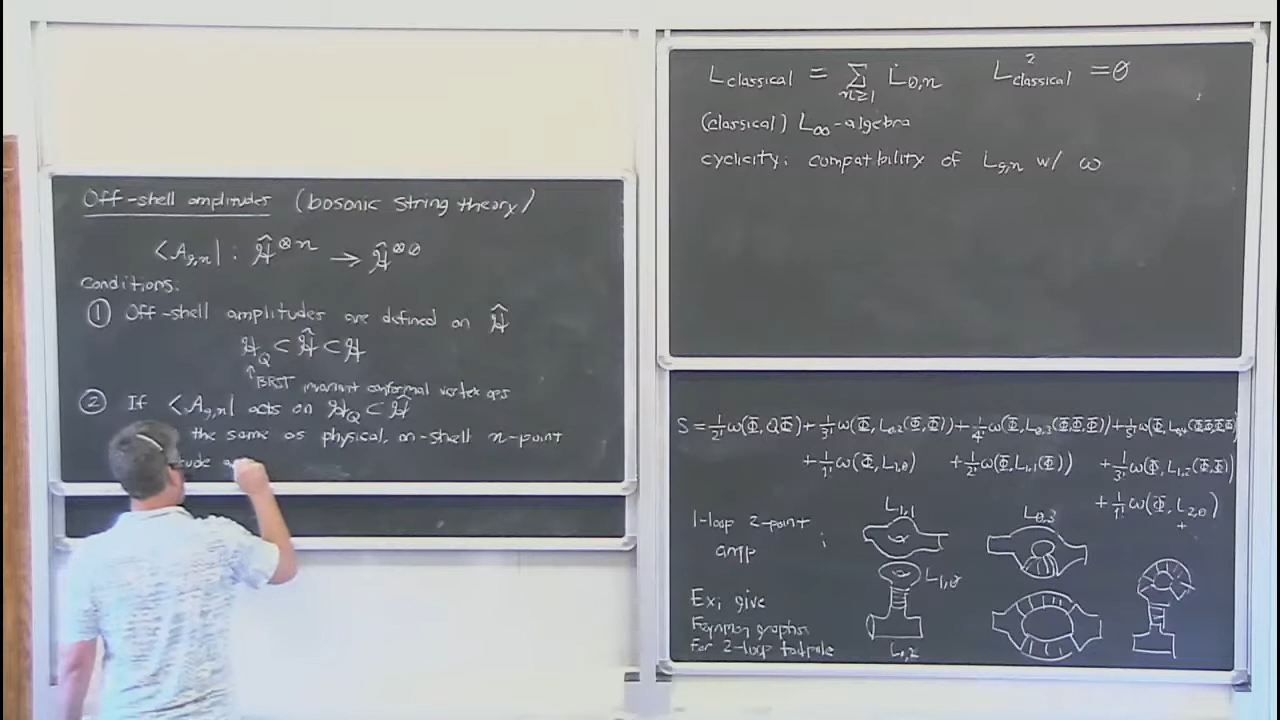 Off-shell amplitudes (bosonic string theory)
⟨A_{g,n}| : Ĥ^{⊗n} → Ĥ^{⊗0}
conditions:
① Off-shell amplitudes are defined on Ĥ
H_Q ⊂ Ĥ ⊂ H
↑ BRST invariant conformal vertex ops
② If ⟨A_{g,n}| acts on H_Q ⊂ Ĥ
the same as physical, on-shell n-point
L_classical = Σ_{n≥1} L_{0,n} L²_classical = 0
(classical) L∞-algebra
cyclicity: compatbility of L_{g,n} w/ ω
S = 1/2! ω(Φ, QΦ) + 1/3! ω(Φ, L_{0,2}(Φ,Φ)) + 1/4! ω(Φ, L_{0,3}(Φ,Φ,Φ)) + 1/5! ω(Φ, L_{0,4}(Φ,Φ,Φ,Φ))
+ 1/1! ω(Φ, L_{1,0}) + 1/2! ω(Φ, L_{1,1}(Φ)) + 1/3! ω(Φ, L_{1,2}(Φ,Φ))
+ 1/1! ω(Φ, L_{2,0})
+
1-loop 2-point
amp :
L_{1,1}
L_{0,3}
L_{1,0}
L_{0,2}
Ex: give
Feynman graphs
for 2-loop tadpole